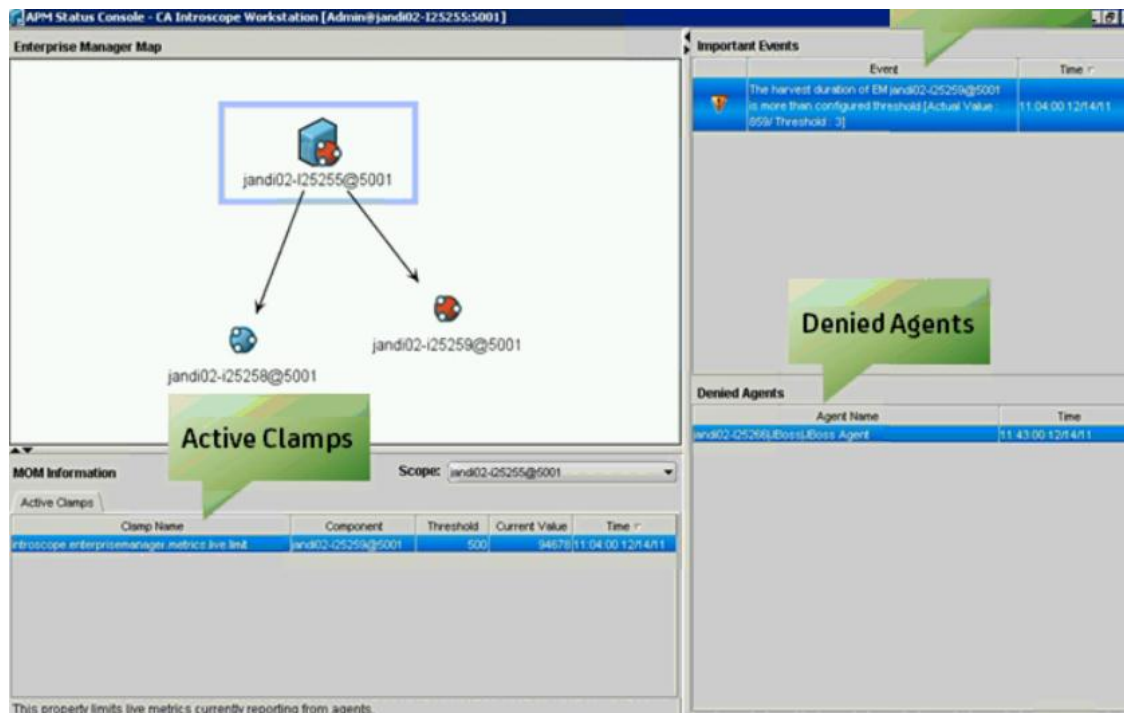 APM Status Console - CA Introscope Workstation [Admin@jandi02-I25255:5001]
Enterprise Manager Map
jandi02-I25255@5001
jandi02-i25258@5001
jandi02-i25259@5001
Active Clamps
MOM Information
Scope: jandi02-i25255@5001
Active Clamps
Clamp Name Component Threshold Current Value Time
introscope.enterprisemanager.metrics.live.limit jandi02-i25259@5001 500 94678 11:04:00 12/14/11
This property limits live metrics currently reporting from agents.
Important Events
Event Time
The harvest duration of EM jandi02-i25259@5001
is more than configured threshold [Actual Value : 11:04:00 12/14/11
859/ Threshold : 3]
Denied Agents
Denied Agents
Agent Name Time
jandi02-i25266|JBoss|JBoss Agent 11:43:00 12/14/11